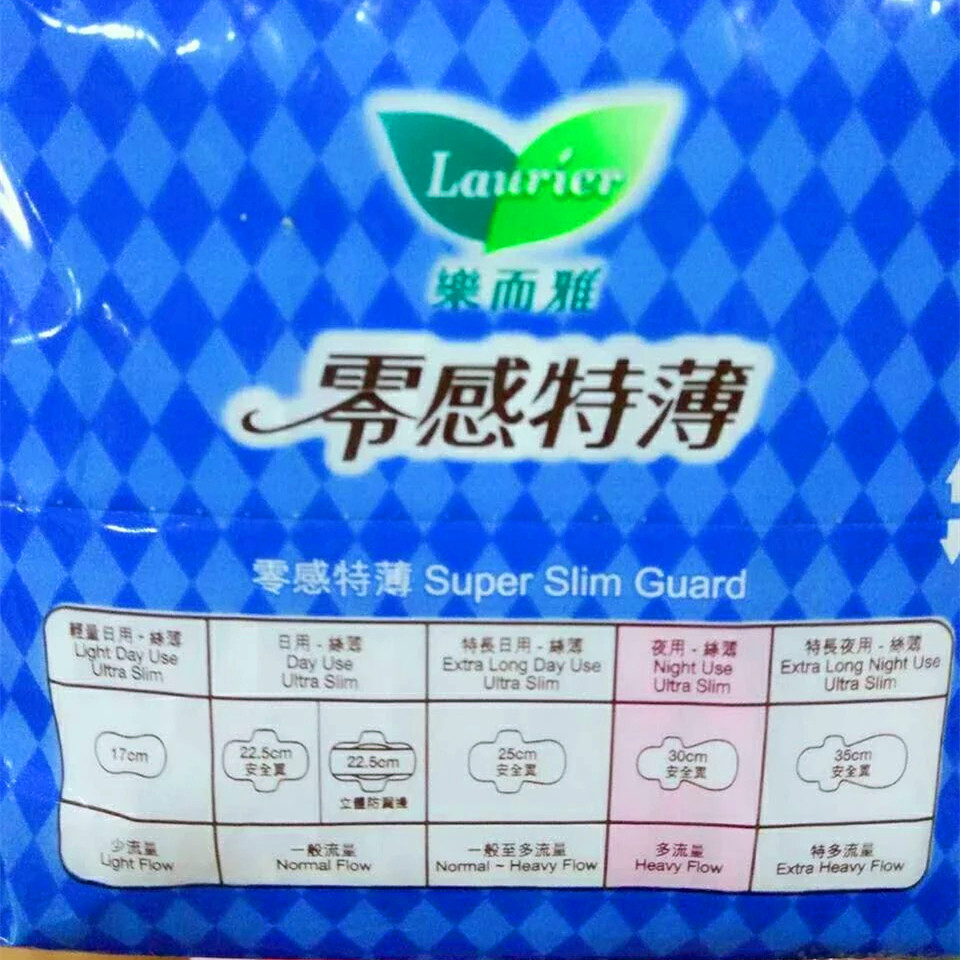 Laurier
樂而雅
零感特薄
零感特薄 Super Slim Guard
輕量日用 - 絲薄
Light Day Use
Ultra Slim
日用 - 絲薄
Day Use
Ultra Slim
特長日用 - 絲薄
Extra Long Day Use
Ultra Slim
夜用 - 絲薄
Night Use
Ultra Slim
特長夜用 - 絲薄
Extra Long Night Use
Ultra Slim
17cm
22.5cm
安全翼
22.5cm
立體防漏邊
25cm
安全翼
30cm
安全翼
35cm
安全翼
少流量
Light Flow
一般流量
Normal Flow
一般至多流量
Normal ~ Heavy Flow
多流量
Heavy Flow
特多流量
Extra Heavy Flow